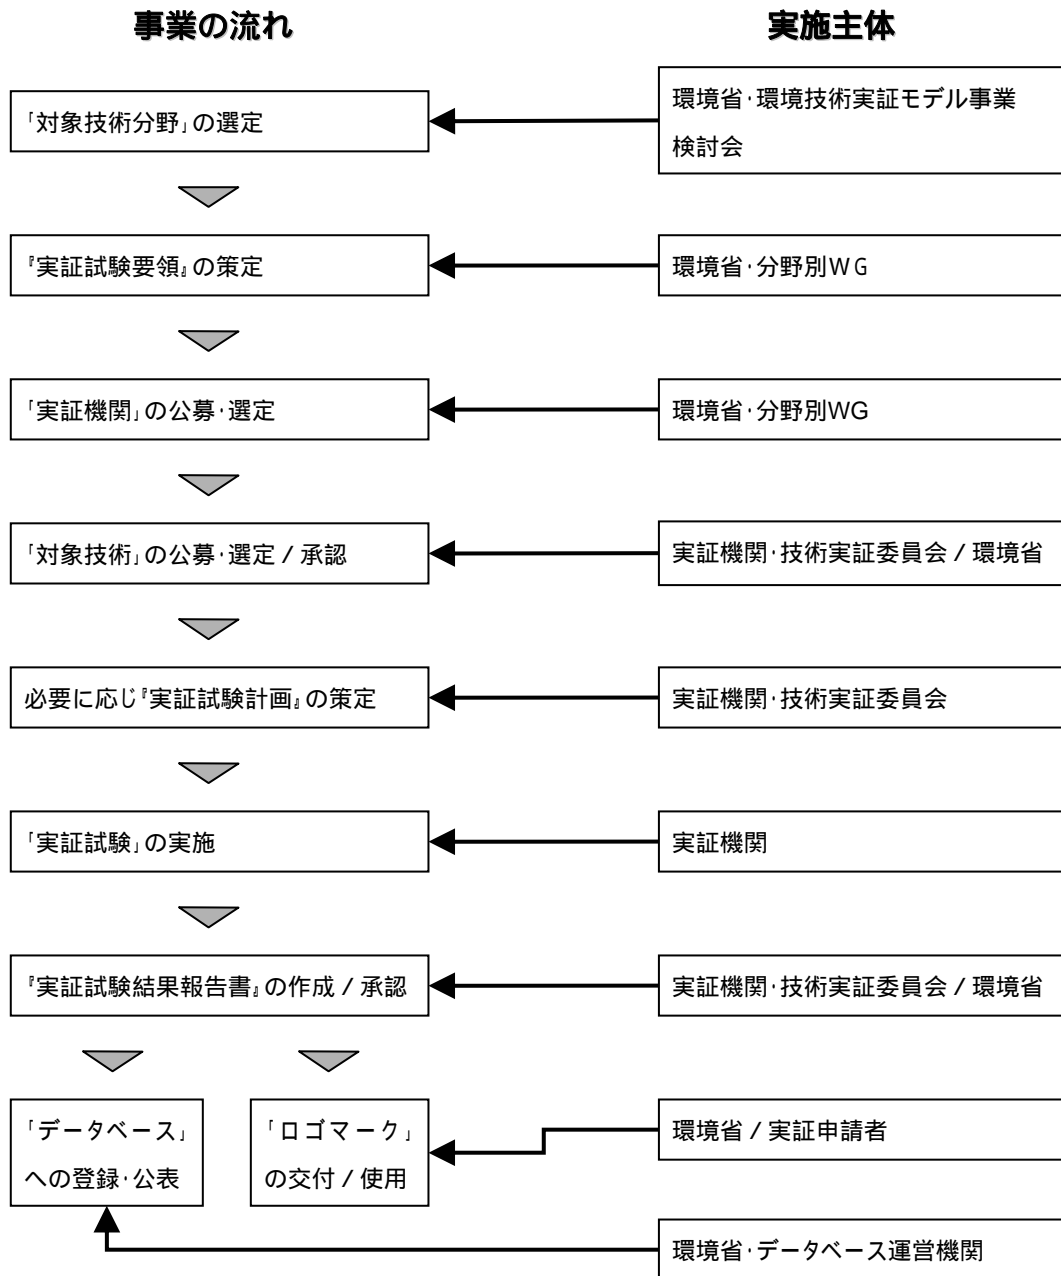 事業の流れ
実施主体
「対象技術分野」の選定
環境省・環境技術実証モデル事業
検討会
『実証試験要領』の策定
環境省・分野別WG
「実証機関」の公募・選定
環境省・分野別WG
「対象技術」の公募・選定 / 承認
実証機関・技術実証委員会 / 環境省
必要に応じ『実証試験計画』の策定
実証機関・技術実証委員会
「実証試験」の実施
実証機関
『実証試験結果報告書』の作成 / 承認
実証機関・技術実証委員会 / 環境省
「データベース」
への登録・公表
「ロゴマーク」
の交付 / 使用
環境省 / 実証申請者
環境省・データベース運営機関